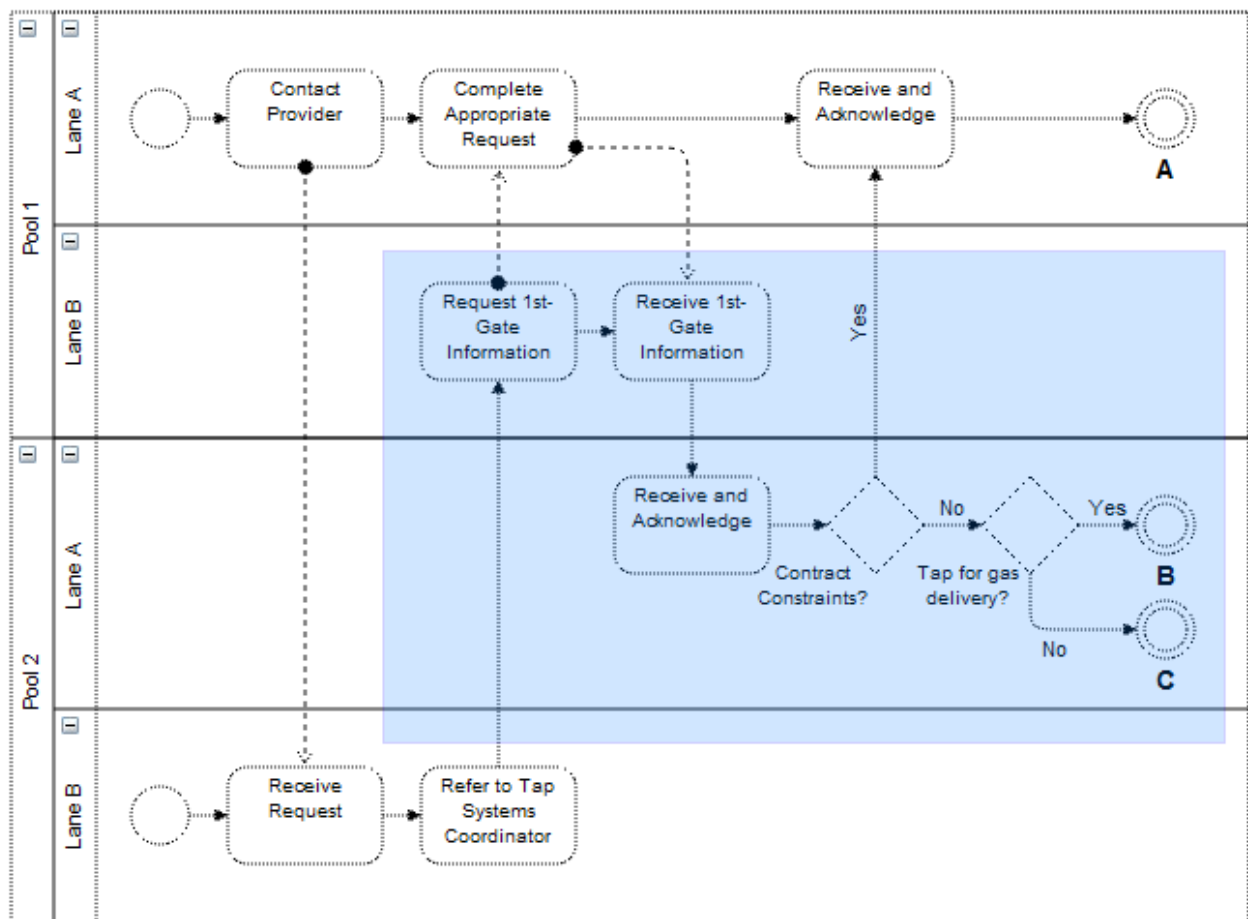 Pool 1
Lane A
Contact
Provider
Complete
Appropriate
Request
Receive and
Acknowledge
A
Lane B
Request 1st-
Gate
Information
Receive 1st-
Gate
Information
Yes
Pool 2
Lane A
Receive and
Acknowledge
Contract
Constraints?
No
Tap for gas
delivery?
Yes
B
No
C
Lane B
Receive
Request
Refer to Tap
Systems
Coordinator